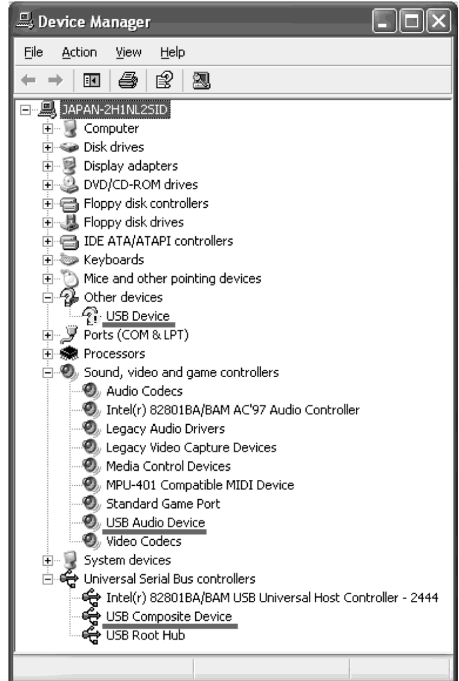 Device Manager
File Action View Help
JAPAN-2H1NL2SID
Computer
Disk drives
Display adapters
DVD/CD-ROM drives
Floppy disk controllers
Floppy disk drives
IDE ATA/ATAPI controllers
Keyboards
Mice and other pointing devices
Other devices
USB Device
Ports (COM & LPT)
Processors
Sound, video and game controllers
Audio Codecs
Intel(r) 82801BA/BAM AC'97 Audio Controller
Legacy Audio Drivers
Legacy Video Capture Devices
Media Control Devices
MPU-401 Compatible MIDI Device
Standard Game Port
USB Audio Device
Video Codecs
System devices
Universal Serial Bus controllers
Intel(r) 82801BA/BAM USB Universal Host Controller - 2444
USB Composite Device
USB Root Hub